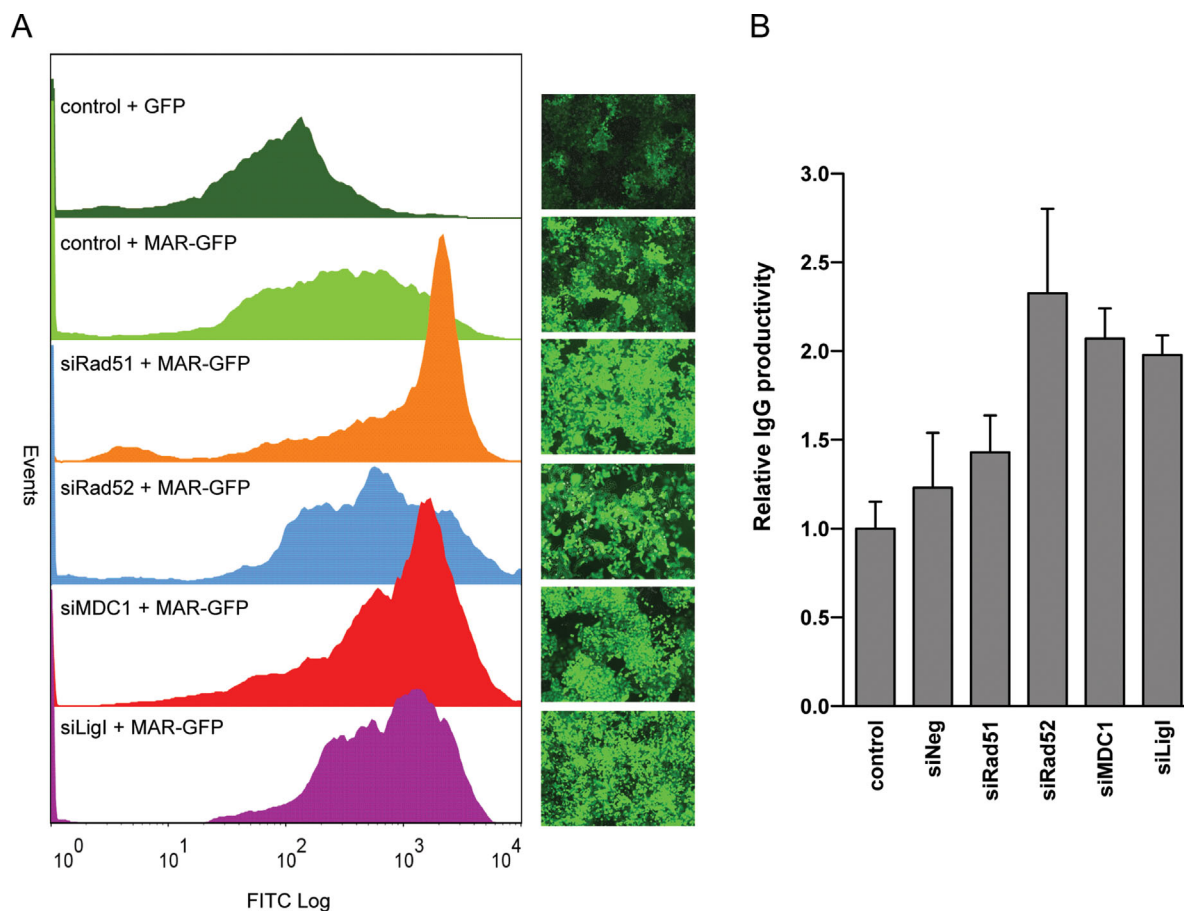 A
control + GFP
control + MAR-GFP
siRad51 + MAR-GFP
siRad52 + MAR-GFP
siMDC1 + MAR-GFP
siLigI + MAR-GFP
Events
10^0 10^1 10^2 10^3 10^4
FITC Log
B
Relative IgG productivity
3.0
2.5
2.0
1.5
1.0
0.5
0.0
control
siNeg
siRad51
siRad52
siMDC1
siLigI